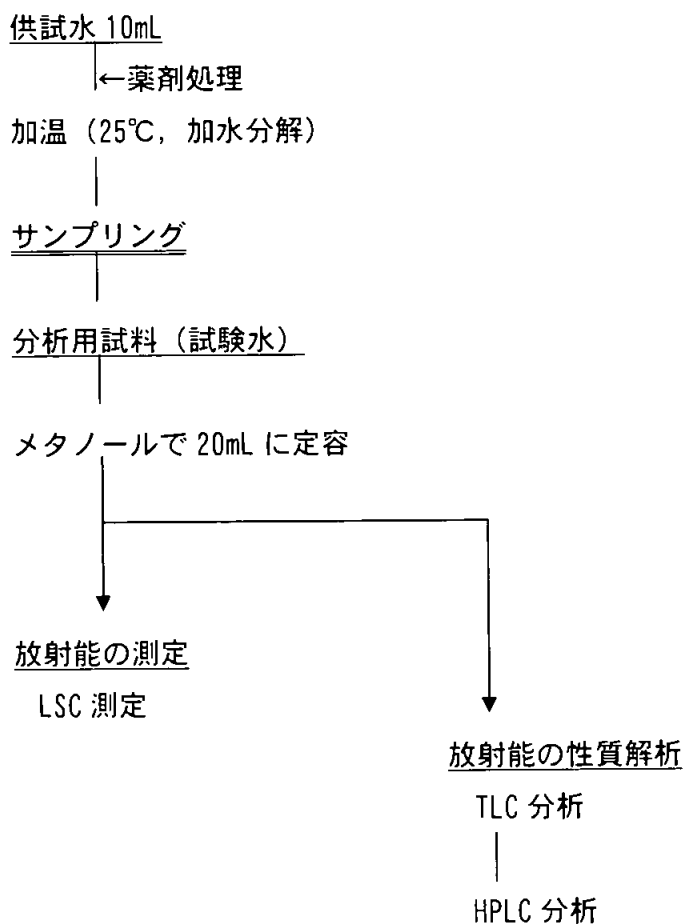 供試水 10mL
←薬剤処理
加温（25℃，加水分解）
サンプリング
分析用試料（試験水）
メタノールで 20mL に定容
放射能の測定
LSC 測定
放射能の性質解析
TLC 分析
HPLC 分析